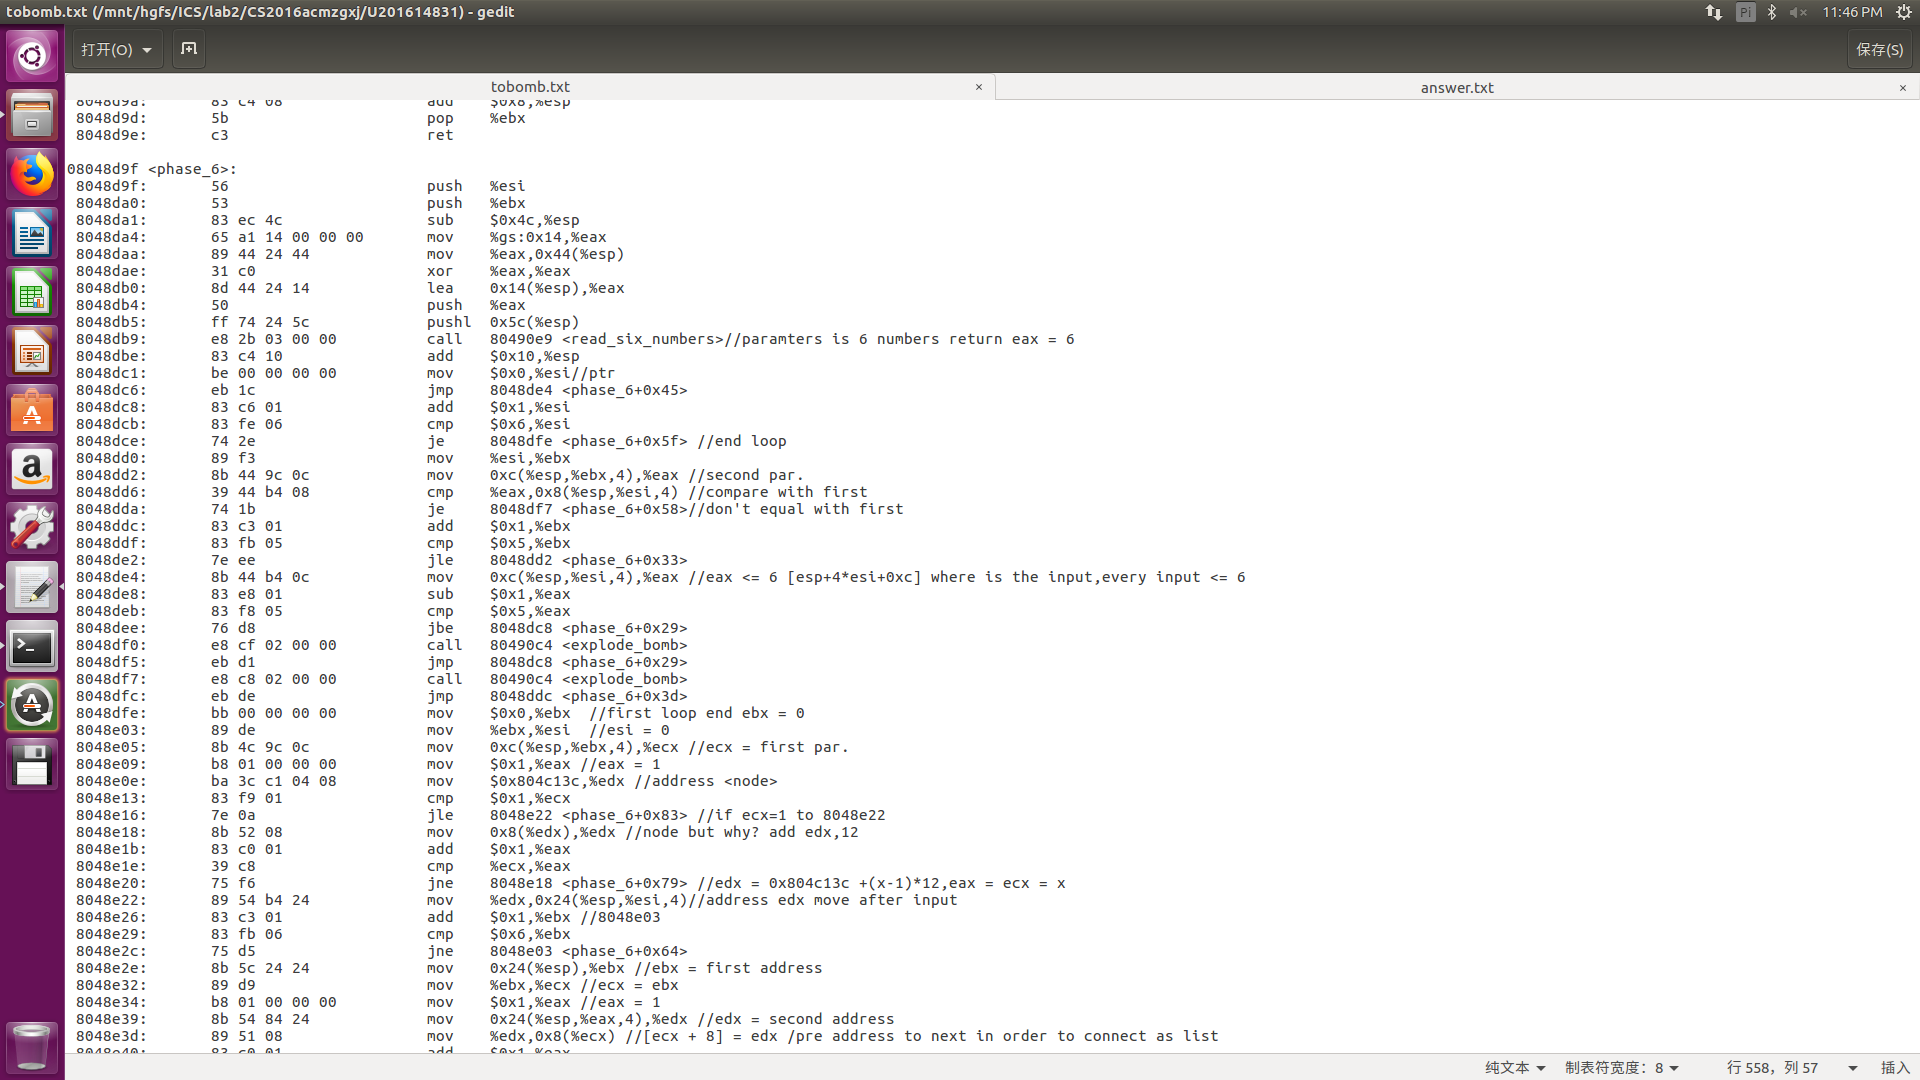 tobomb.txt (/mnt/hgfs/ICS/lab2/CS2016acmzgxj/U201614831) - gedit
Pi
11:46 PM
打开(O)
保存(S)
tobomb.txt ×
answer.txt ×
8048d9a: 83 c4 08 add $0x8,%esp
8048d9d: 5b pop %ebx
8048d9e: c3 ret
08048d9f <phase_6>:
8048d9f: 56 push %esi
8048da0: 53 push %ebx
8048da1: 83 ec 4c sub $0x4c,%esp
8048da4: 65 a1 14 00 00 00 mov %gs:0x14,%eax
8048daa: 89 44 24 44 mov %eax,0x44(%esp)
8048dae: 31 c0 xor %eax,%eax
8048db0: 8d 44 24 14 lea 0x14(%esp),%eax
8048db4: 50 push %eax
8048db5: ff 74 24 5c pushl 0x5c(%esp)
8048db9: e8 2b 03 00 00 call 80490e9 <read_six_numbers>//paramters is 6 numbers return eax = 6
8048dbe: 83 c4 10 add $0x10,%esp
8048dc1: be 00 00 00 00 mov $0x0,%esi//ptr
8048dc6: eb 1c jmp 8048de4 <phase_6+0x45>
8048dc8: 83 c6 01 add $0x1,%esi
8048dcb: 83 fe 06 cmp $0x6,%esi
8048dce: 74 2e je 8048dfe <phase_6+0x5f> //end loop
8048dd0: 89 f3 mov %esi,%ebx
8048dd2: 8b 44 9c 0c mov 0xc(%esp,%ebx,4),%eax //second par.
8048dd6: 39 44 b4 08 cmp %eax,0x8(%esp,%esi,4) //compare with first
8048dda: 74 1b je 8048df7 <phase_6+0x58>//don't equal with first
8048ddc: 83 c3 01 add $0x1,%ebx
8048ddf: 83 fb 05 cmp $0x5,%ebx
8048de2: 7e ee jle 8048dd2 <phase_6+0x33>
8048de4: 8b 44 b4 0c mov 0xc(%esp,%esi,4),%eax //eax <= 6 [esp+4*esi+0xc] where is the input,every input <= 6
8048de8: 83 e8 01 sub $0x1,%eax
8048deb: 83 f8 05 cmp $0x5,%eax
8048dee: 76 d8 jbe 8048dc8 <phase_6+0x29>
8048df0: e8 cf 02 00 00 call 80490c4 <explode_bomb>
8048df5: eb d1 jmp 8048dc8 <phase_6+0x29>
8048df7: e8 c8 02 00 00 call 80490c4 <explode_bomb>
8048dfc: eb de jmp 8048ddc <phase_6+0x3d>
8048dfe: bb 00 00 00 00 mov $0x0,%ebx //first loop end ebx = 0
8048e03: 89 de mov %ebx,%esi //esi = 0
8048e05: 8b 4c 9c 0c mov 0xc(%esp,%ebx,4),%ecx //ecx = first par.
8048e09: b8 01 00 00 00 mov $0x1,%eax //eax = 1
8048e0e: ba 3c c1 04 08 mov $0x804c13c,%edx //address <node>
8048e13: 83 f9 01 cmp $0x1,%ecx
8048e16: 7e 0a jle 8048e22 <phase_6+0x83> //if ecx=1 to 8048e22
8048e18: 8b 52 08 mov 0x8(%edx),%edx //node but why? add edx,12
8048e1b: 83 c0 01 add $0x1,%eax
8048e1e: 39 c8 cmp %ecx,%eax
8048e20: 75 f6 jne 8048e18 <phase_6+0x79> //edx = 0x804c13c +(x-1)*12,eax = ecx = x
8048e22: 89 54 b4 24 mov %edx,0x24(%esp,%esi,4)//address edx move after input
8048e26: 83 c3 01 add $0x1,%ebx //8048e03
8048e29: 83 fb 06 cmp $0x6,%ebx
8048e2c: 75 d5 jne 8048e03 <phase_6+0x64>
8048e2e: 8b 5c 24 24 mov 0x24(%esp),%ebx //ebx = first address
8048e32: 89 d9 mov %ebx,%ecx //ecx = ebx
8048e34: b8 01 00 00 00 mov $0x1,%eax //eax = 1
8048e39: 8b 54 84 24 mov 0x24(%esp,%eax,4),%edx //edx = second address
8048e3d: 89 51 08 mov %edx,0x8(%ecx) //[ecx + 8] = edx /pre address to next in order to connect as list
8048e40: 83 c0 01 add $0x1,%eax
纯文本 制表符宽度: 8 行 558, 列 57 插入